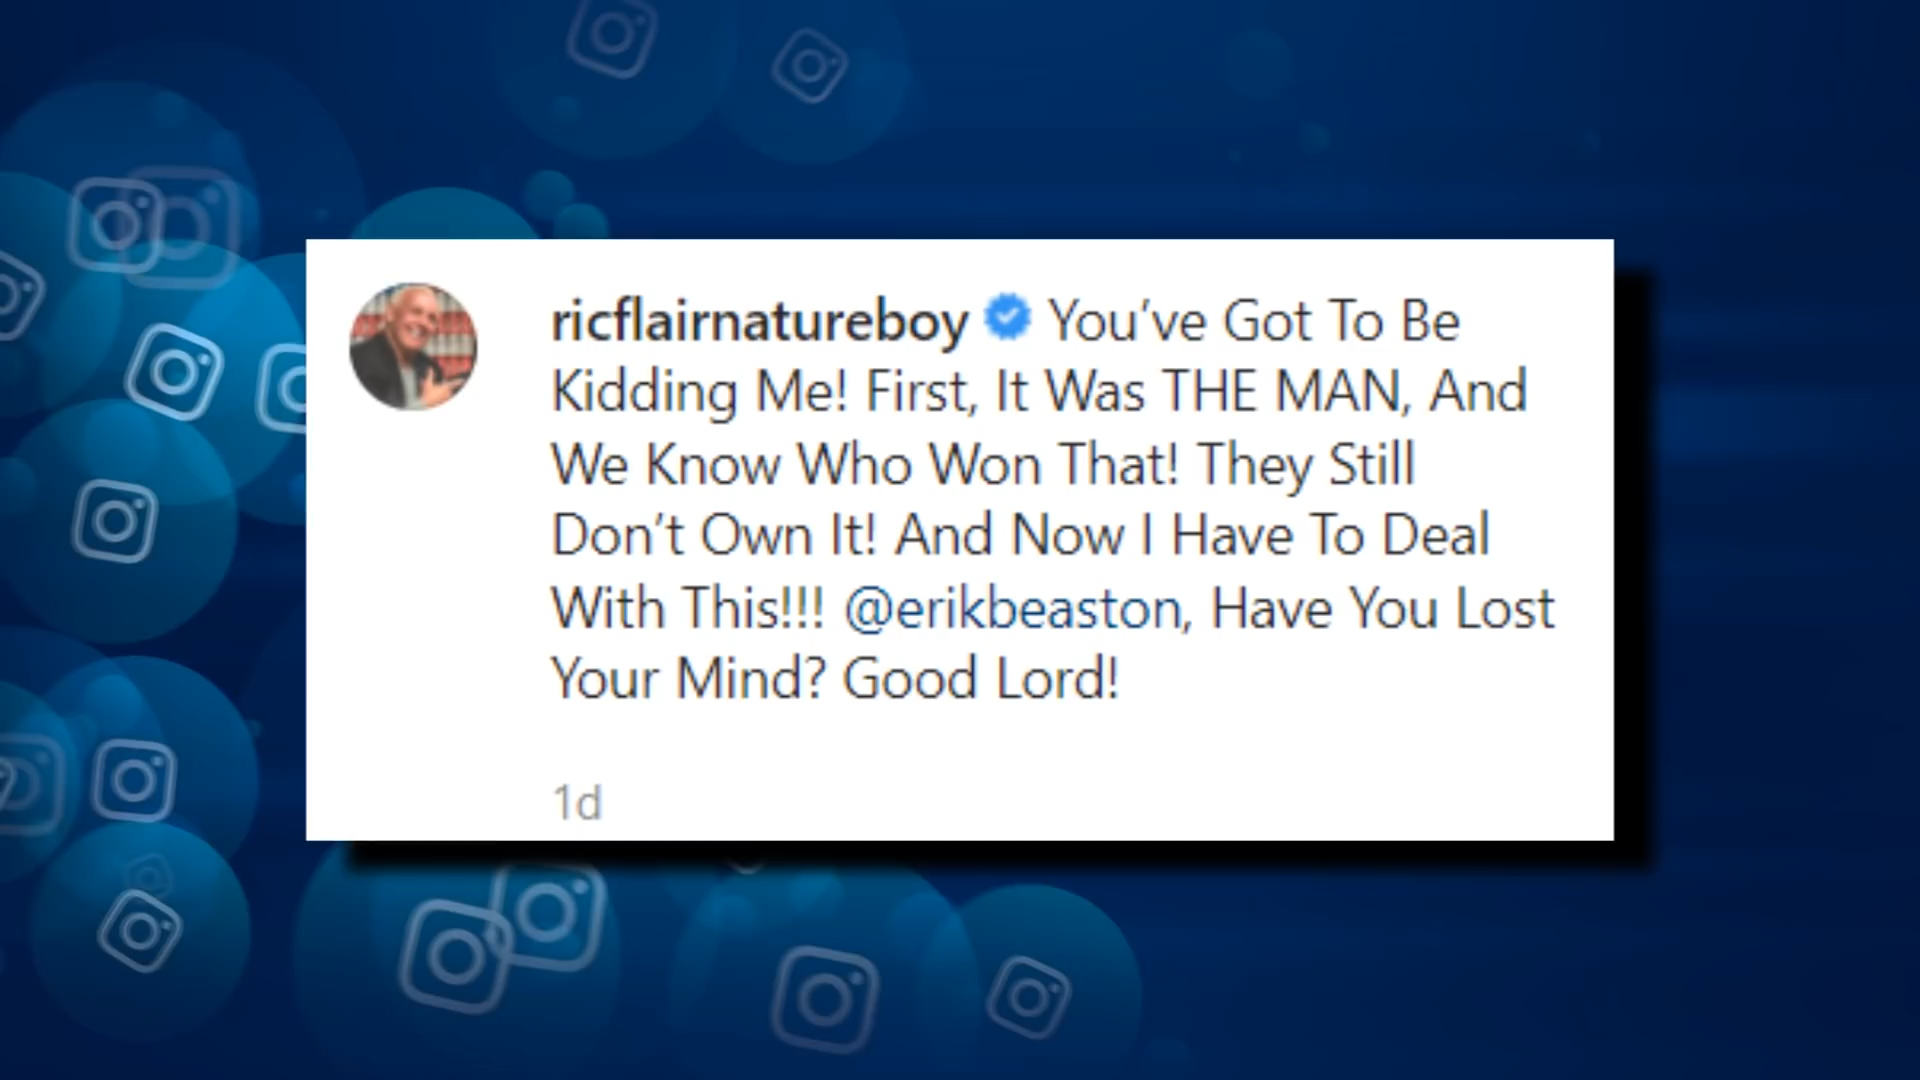 ricflairnatureboy You’ve Got To Be
Kidding Me! First, It Was THE MAN, And
We Know Who Won That! They Still
Don’t Own It! And Now I Have To Deal
With This!!! @erikbeaston, Have You Lost
Your Mind? Good Lord!
1d